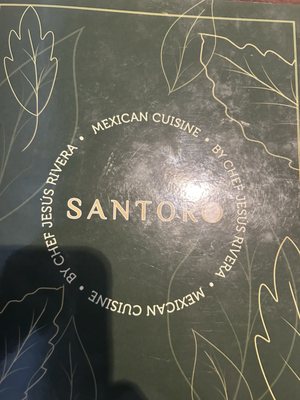 MEXICAN CUISINE • BY CHEF JESÚS RIVERA • MEXICAN CUISINE • BY CHEF JESÚS RIVERA •
SANTORO